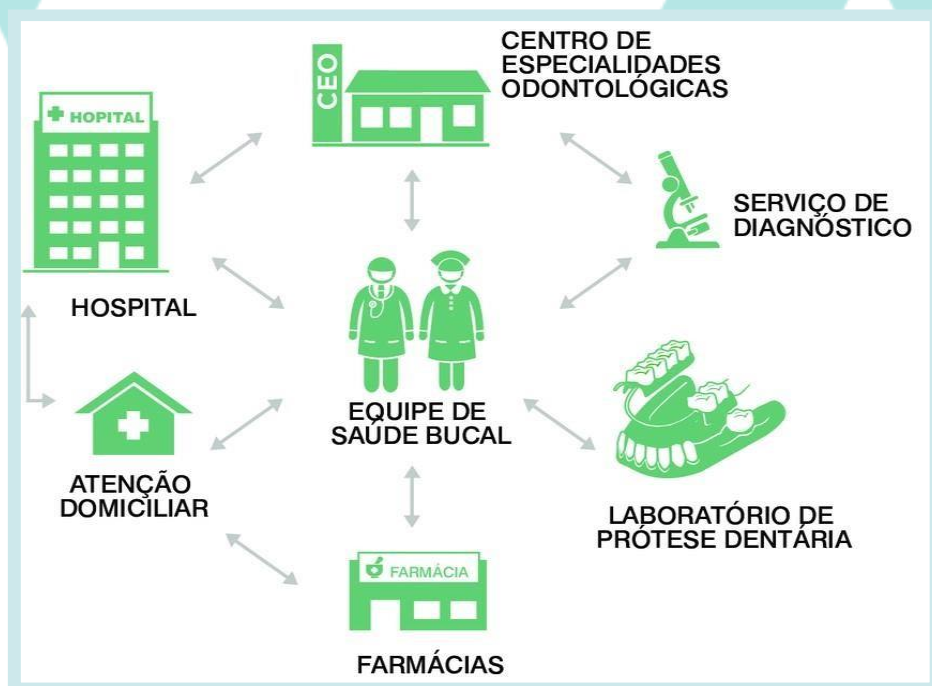 CEO
CENTRO DE
ESPECIALIDADES
ODONTOLÓGICAS
HOPITAL
HOSPITAL
SERVIÇO DE
DIAGNÓSTICO
EQUIPE DE
SAÚDE BUCAL
ATENÇÃO
DOMICILIAR
LABORATÓRIO DE
PRÓTESE DENTÁRIA
FARMÁCIA
FARMÁCIAS